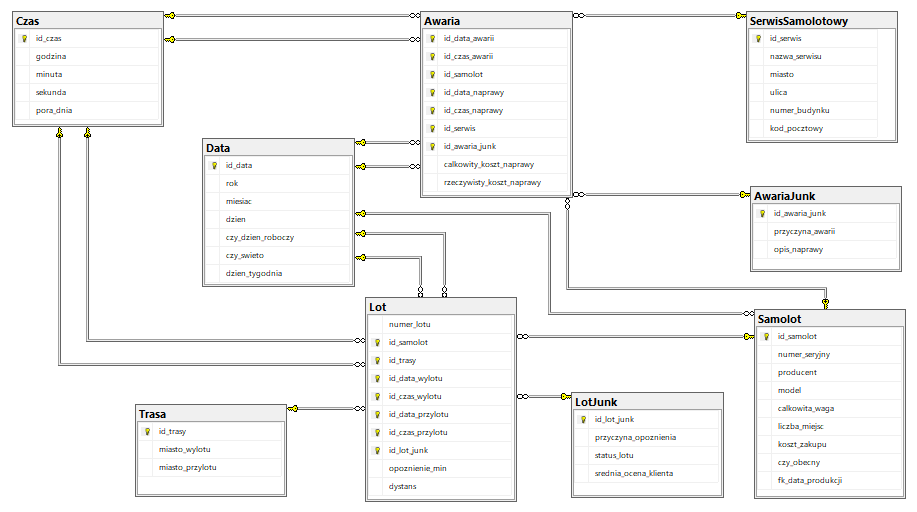 Czas
id_czas
godzina
minuta
sekunda
pora_dnia
Awaria
id_data_awarii
id_czas_awarii
id_samolot
id_data_naprawy
id_czas_naprawy
id_serwis
id_awaria_junk
calkowity_koszt_naprawy
rzeczywisty_koszt_naprawy
SerwisSamolotowy
id_serwis
nazwa_serwisu
miasto
ulica
numer_budynku
kod_pocztowy
Data
id_data
rok
miesiac
dzien
czy_dzien_roboczy
czy_swieto
dzien_tygodnia
AwariaJunk
id_awaria_junk
przyczyna_awarii
opis_naprawy
Lot
numer_lotu
id_samolot
id_trasy
id_data_wylotu
id_czas_wylotu
id_data_przylotu
id_czas_przylotu
id_lot_junk
opoznienie_min
dystans
Samolot
id_samolot
numer_seryjny
producent
model
calkowita_waga
liczba_miejsc
koszt_zakupu
czy_obecny
fk_data_produkcji
Trasa
id_trasy
miasto_wylotu
miasto_przylotu
LotJunk
id_lot_junk
przyczyna_opoznienia
status_lotu
srednia_ocena_klienta